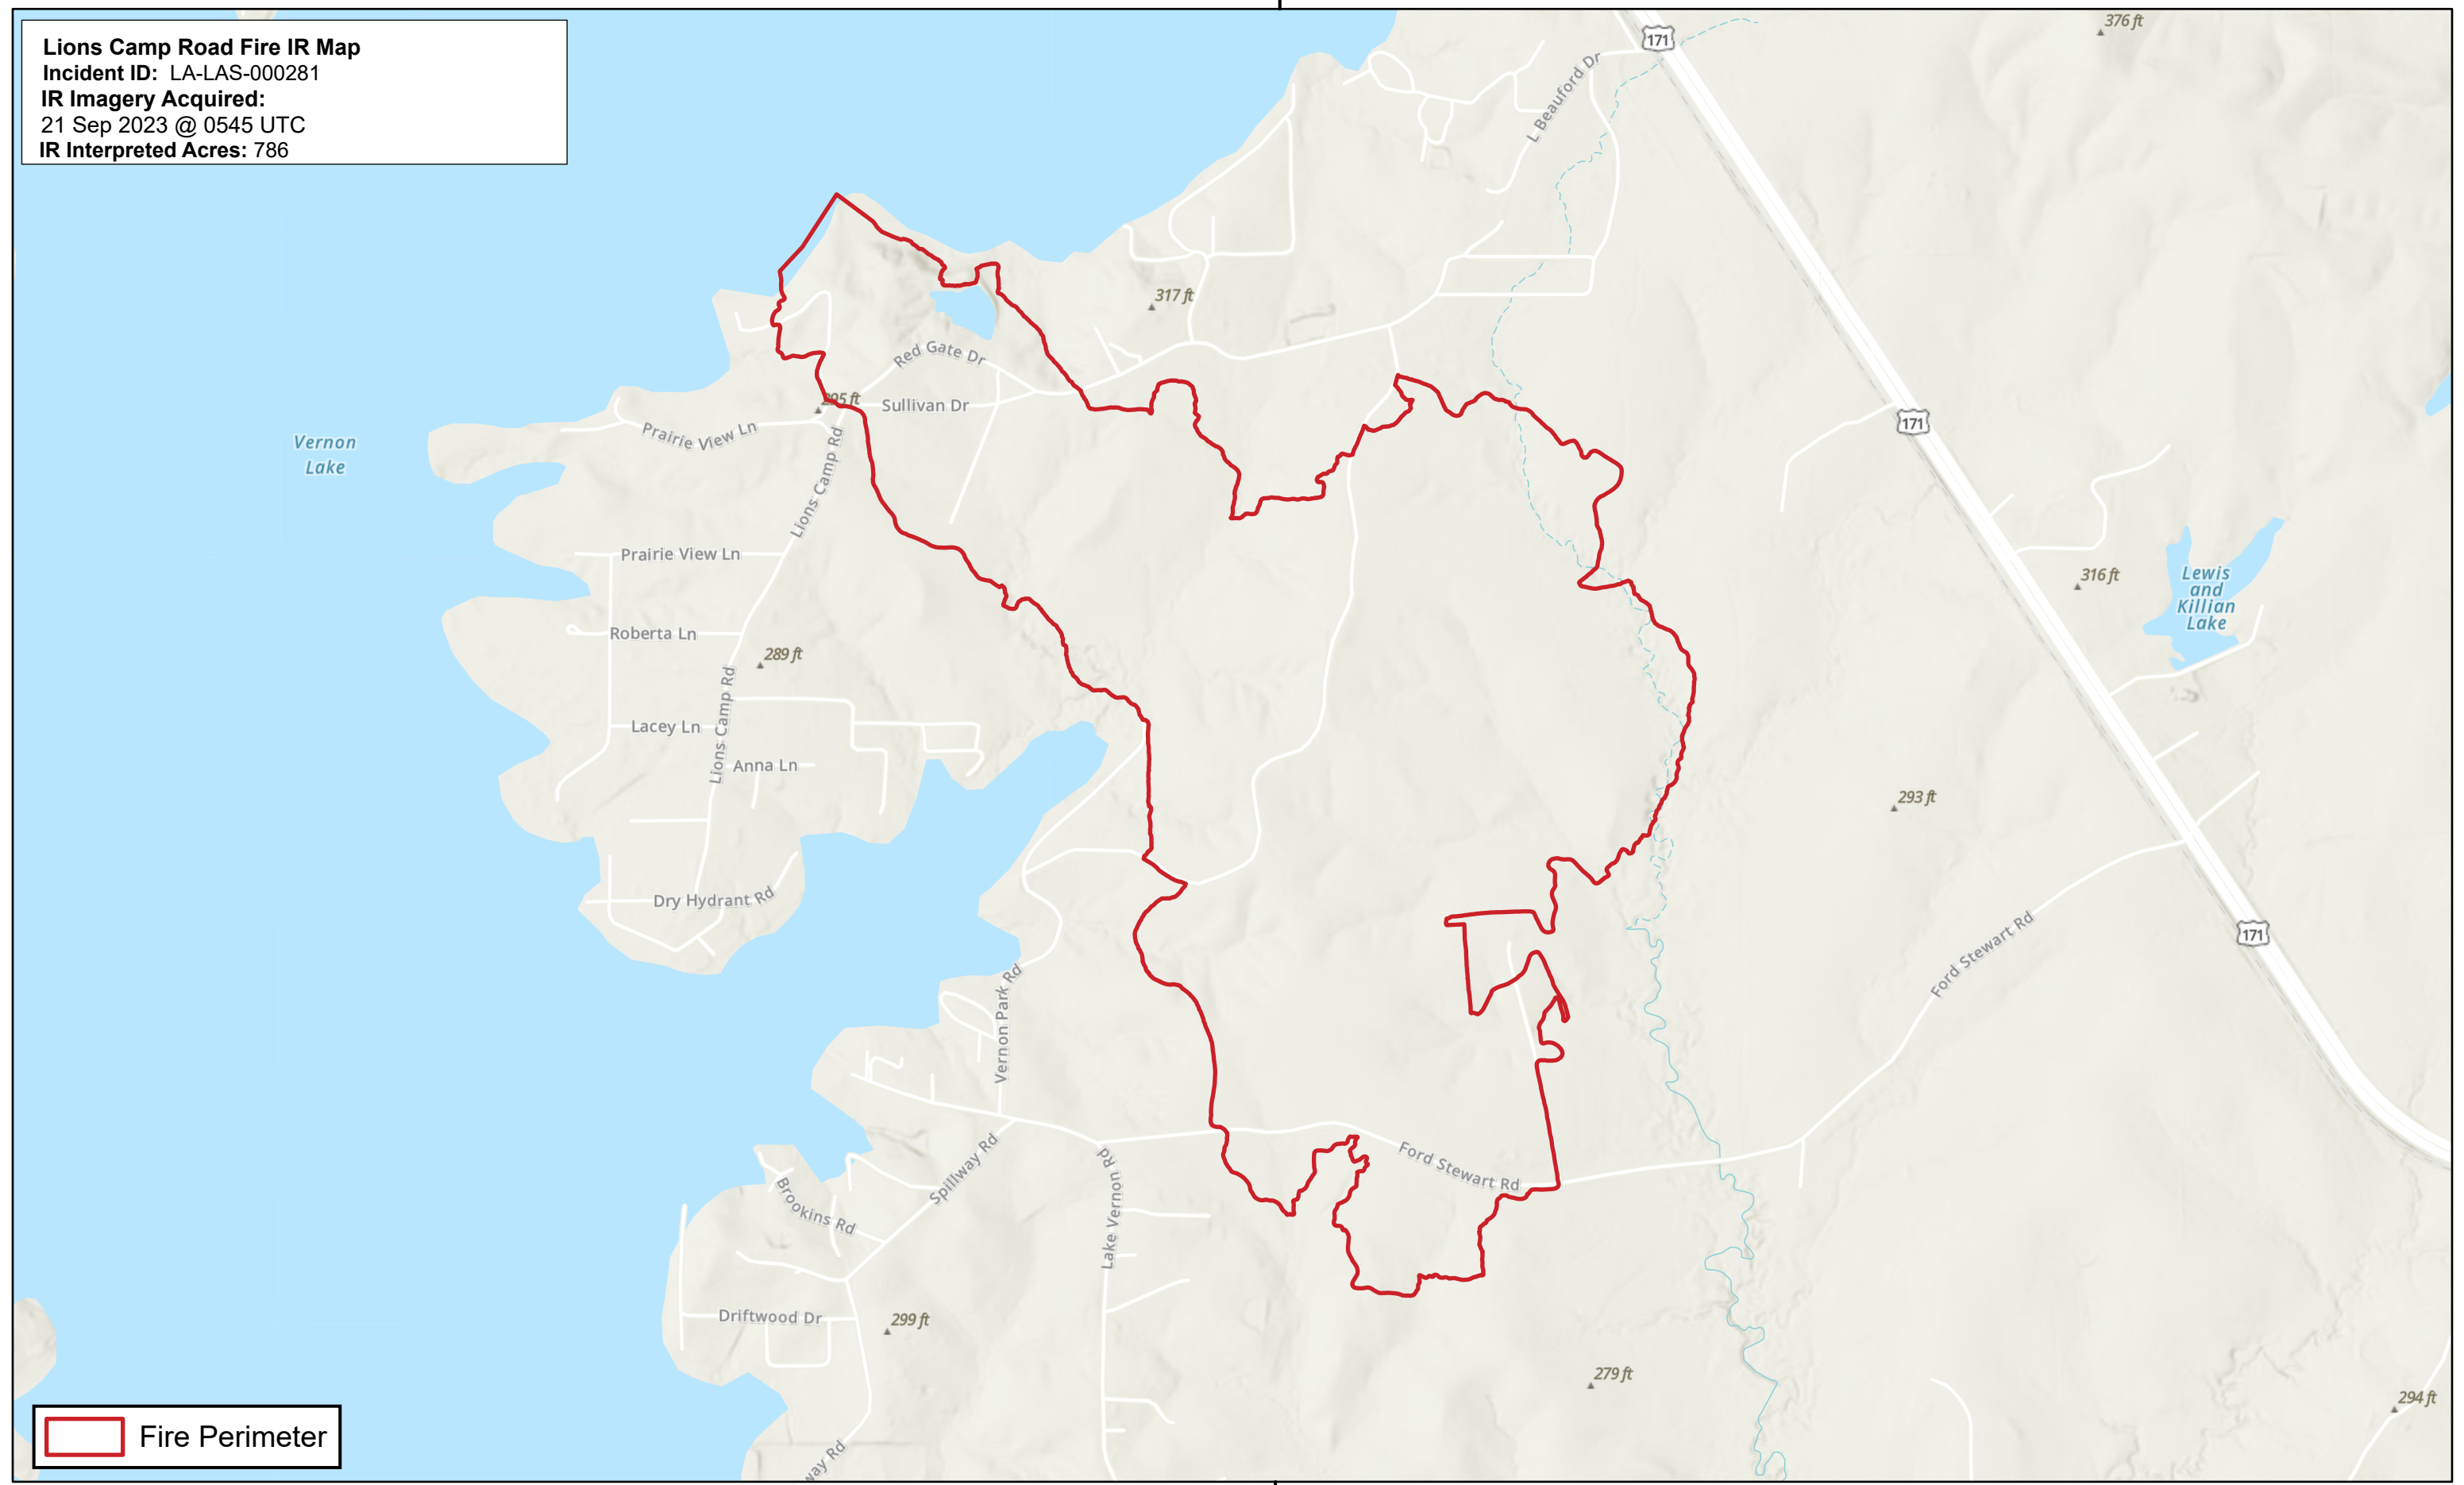 Lions Camp Road Fire IR Map
Incident ID: LA-LAS-000281
IR Imagery Acquired:
21 Sep 2023 @ 0545 UTC
IR Interpreted Acres: 786
171
376 ft
L Beauford Dr
317 ft
Red Gate Dr
295 ft
Sullivan Dr
171
Prairie View Ln
Vernon
Lake
Lions Camp Rd
Prairie View Ln
316 ft
Lewis
and
Killian
Lake
Roberta Ln
289 ft
Lions Camp Rd
Lacey Ln
Anna Ln
293 ft
Dry Hydrant Rd
Ford Stewart Rd
171
Vernon Park Rd
Spillway Rd
Ford Stewart Rd
Brookins Rd
Lake Vernon Rd
Driftwood Dr
299 ft
279 ft
294 ft
way Rd
Fire Perimeter